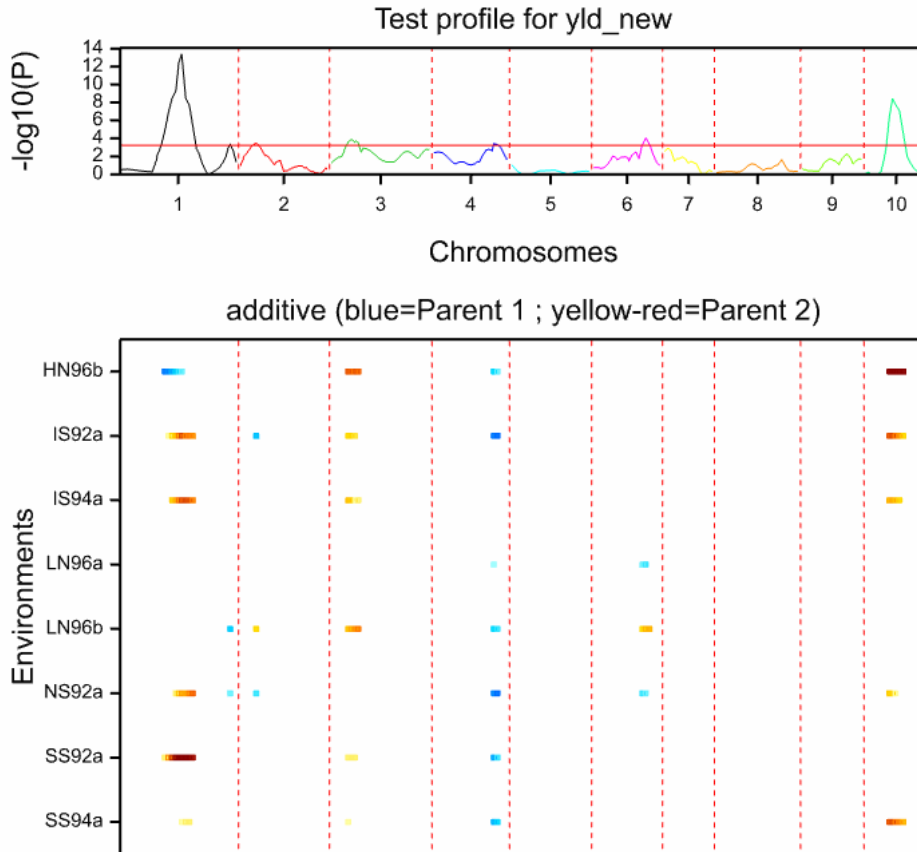 Test profile for yld_new
-log10(P)
14
12
10
8
6
4
2
0
1 2 3 4 5 6 7 8 9 10
Chromosomes
additive (blue=Parent 1 ; yellow-red=Parent 2)
Environments
HN96b
IS92a
IS94a
LN96a
LN96b
NS92a
SS92a
SS94a